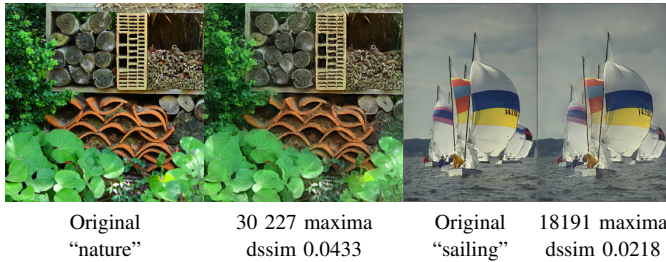 Original 30 227 maxima Original 18191 maxima
"nature" dssim 0.0433 "sailing" dssim 0.0218